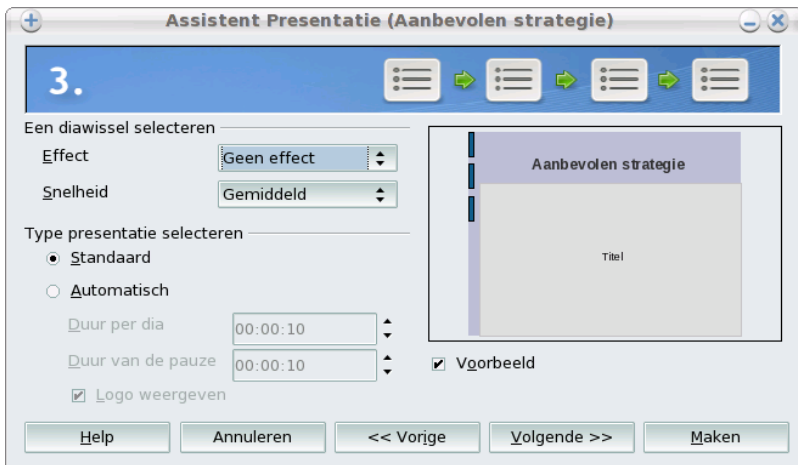 Assistent Presentatie (Aanbevolen strategie)
3.
Een diawissel selecteren
Effect
Geen effect
Snelheid
Gemiddeld
Type presentatie selecteren
Standaard
Automatisch
Duur per dia
00:00:10
Duur van de pauze
00:00:10
Logo weergeven
Aanbevolen strategie
Titel
Voorbeeld
Help
Annuleren
<< Vorige
Volgende >>
Maken